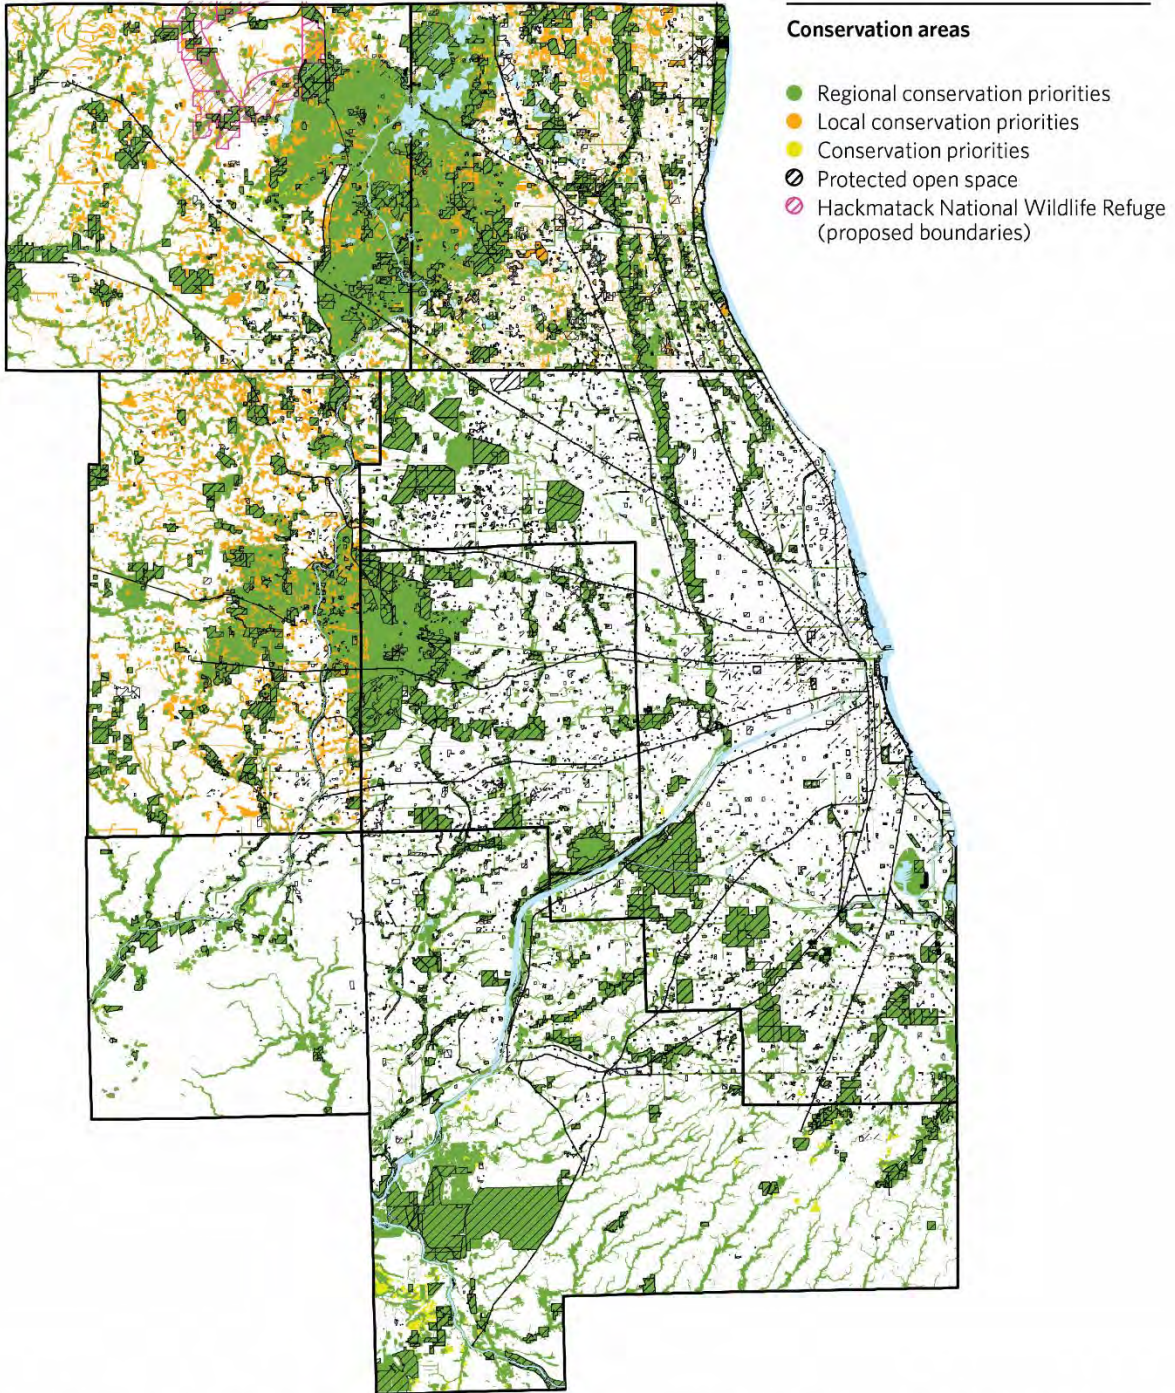 Conservation areas
Regional conservation priorities
Local conservation priorities
Conservation priorities
Protected open space
Hackmatack National Wildlife Refuge
(proposed boundaries)